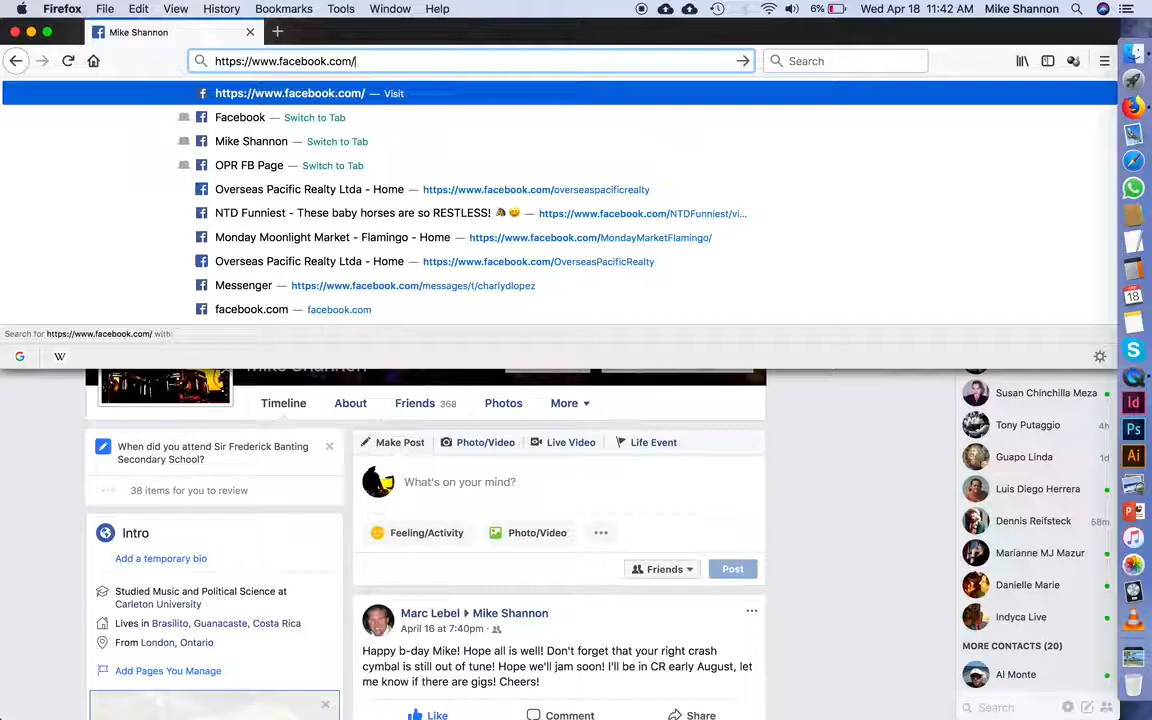 Firefox File Edit View History Bookmarks Tools Window Help 6% Wed Apr 18 11:42 AM Mike Shannon
Mike Shannon
https://www.facebook.com/ Search
https://www.facebook.com/ — Visit
Facebook — Switch to Tab
Mike Shannon — Switch to Tab
OPR FB Page — Switch to Tab
Overseas Pacific Realty Ltda - Home — https://www.facebook.com/overseaspacificrealty
NTD Funniest - These baby horses are so RESTLESS! 🐴 😀 — https://www.facebook.com/NTDFunniest/vi...
Monday Moonlight Market - Flamingo - Home — https://www.facebook.com/MondayMarketFlamingo/
Overseas Pacific Realty Ltda - Home — https://www.facebook.com/OverseasPacificRealty
Messenger — https://www.facebook.com/messages/t/charlydlopez
facebook.com — facebook.com
Search for https://www.facebook.com/ with:
G W
Mike Shannon
Timeline About Friends 368 Photos More
When did you attend Sir Frederick Banting
Secondary School?
38 items for you to review
Intro
Add a temporary bio
Studied Music and Political Science at
Carleton University
Lives in Brasilito, Guanacaste, Costa Rica
From London, Ontario
Add Pages You Manage
Make Post Photo/Video Live Video Life Event
What's on your mind?
Feeling/Activity Photo/Video
Friends Post
Marc Lebel Mike Shannon
April 16 at 7:40pm
Happy b-day Mike! Hope all is well! Don't forget that your right crash
cymbal is still out of tune! Hope we'll jam soon! I'll be in CR early August, let
me know if there are gigs! Cheers!
Like Comment Share
Susan Chinchilla Meza
Tony Putaggio 4h
Guapo Linda 1d
Luis Diego Herrera
Dennis Reifsteck 58m
Marianne MJ Mazur
Danielle Marie
Indyca Live
MORE CONTACTS (20)
Al Monte
Search
18
S
Id
Ps
Ai